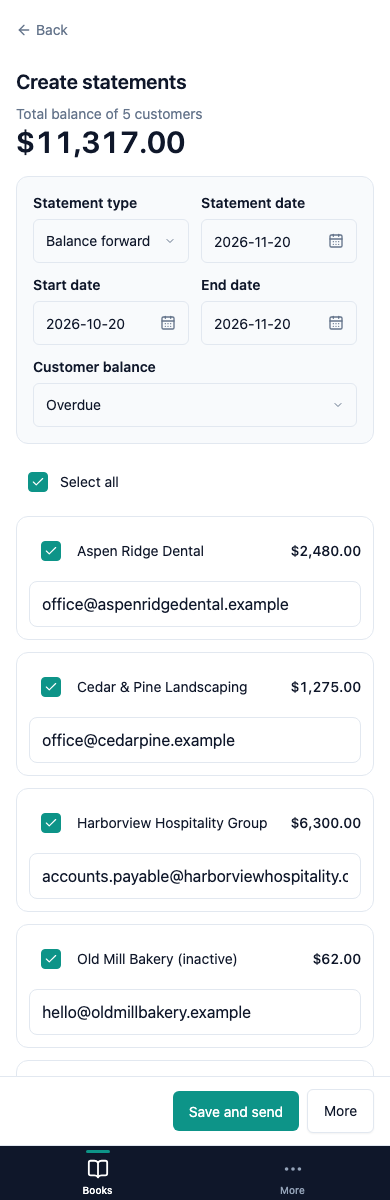 Back
Create statements
Total balance of 5 customers
$11,317.00
Statement type
Statement date
Balance forward
2026-11-20
Start date
End date
2026-10-20
2026-11-20
Customer balance
Overdue
Select all
Aspen Ridge Dental $2,480.00
office@aspenridgedental.example
Cedar & Pine Landscaping $1,275.00
office@cedarpine.example
Harborview Hospitality Group $6,300.00
accounts.payable@harborviewhospitality.c
Old Mill Bakery (inactive) $62.00
hello@oldmillbakery.example
Save and send More
Books More